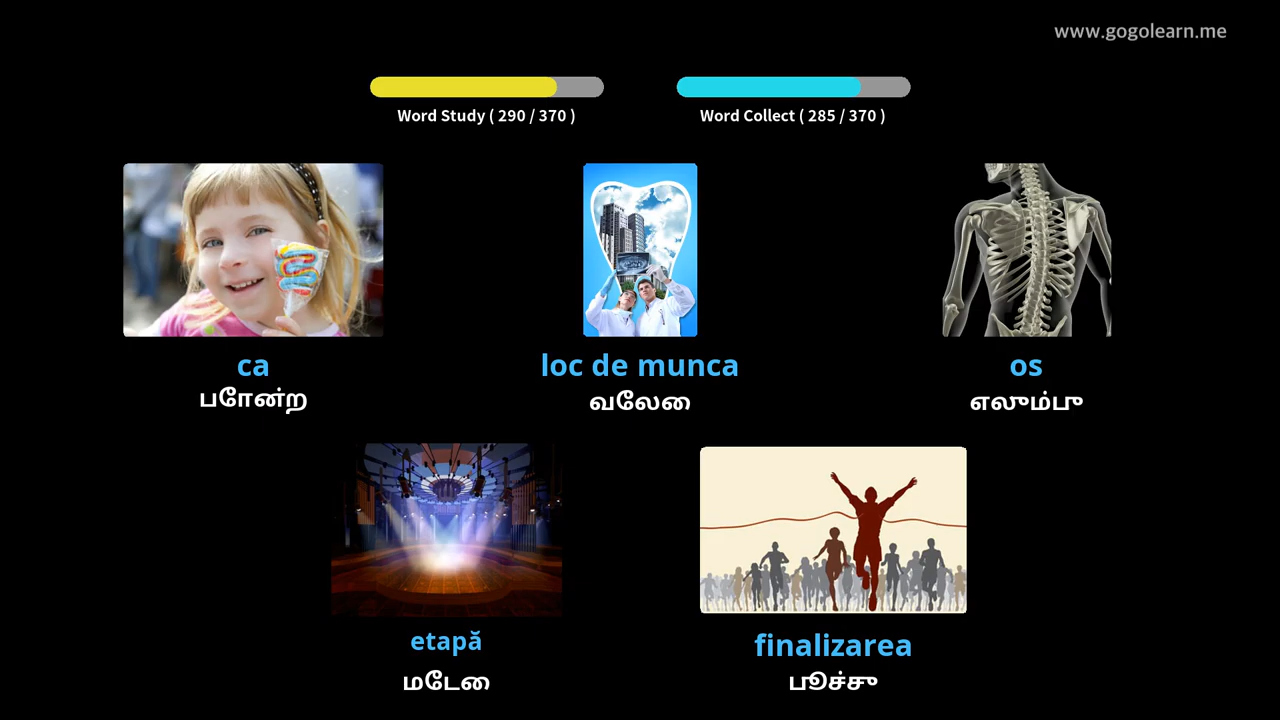 www.gogolearn.me
Word Study ( 290 / 370 )
Word Collect ( 285 / 370 )
ca
போன்ற
loc de munca
வேலை
os
எலும்பு
etapă
மேடை
finalizarea
பூச்சு